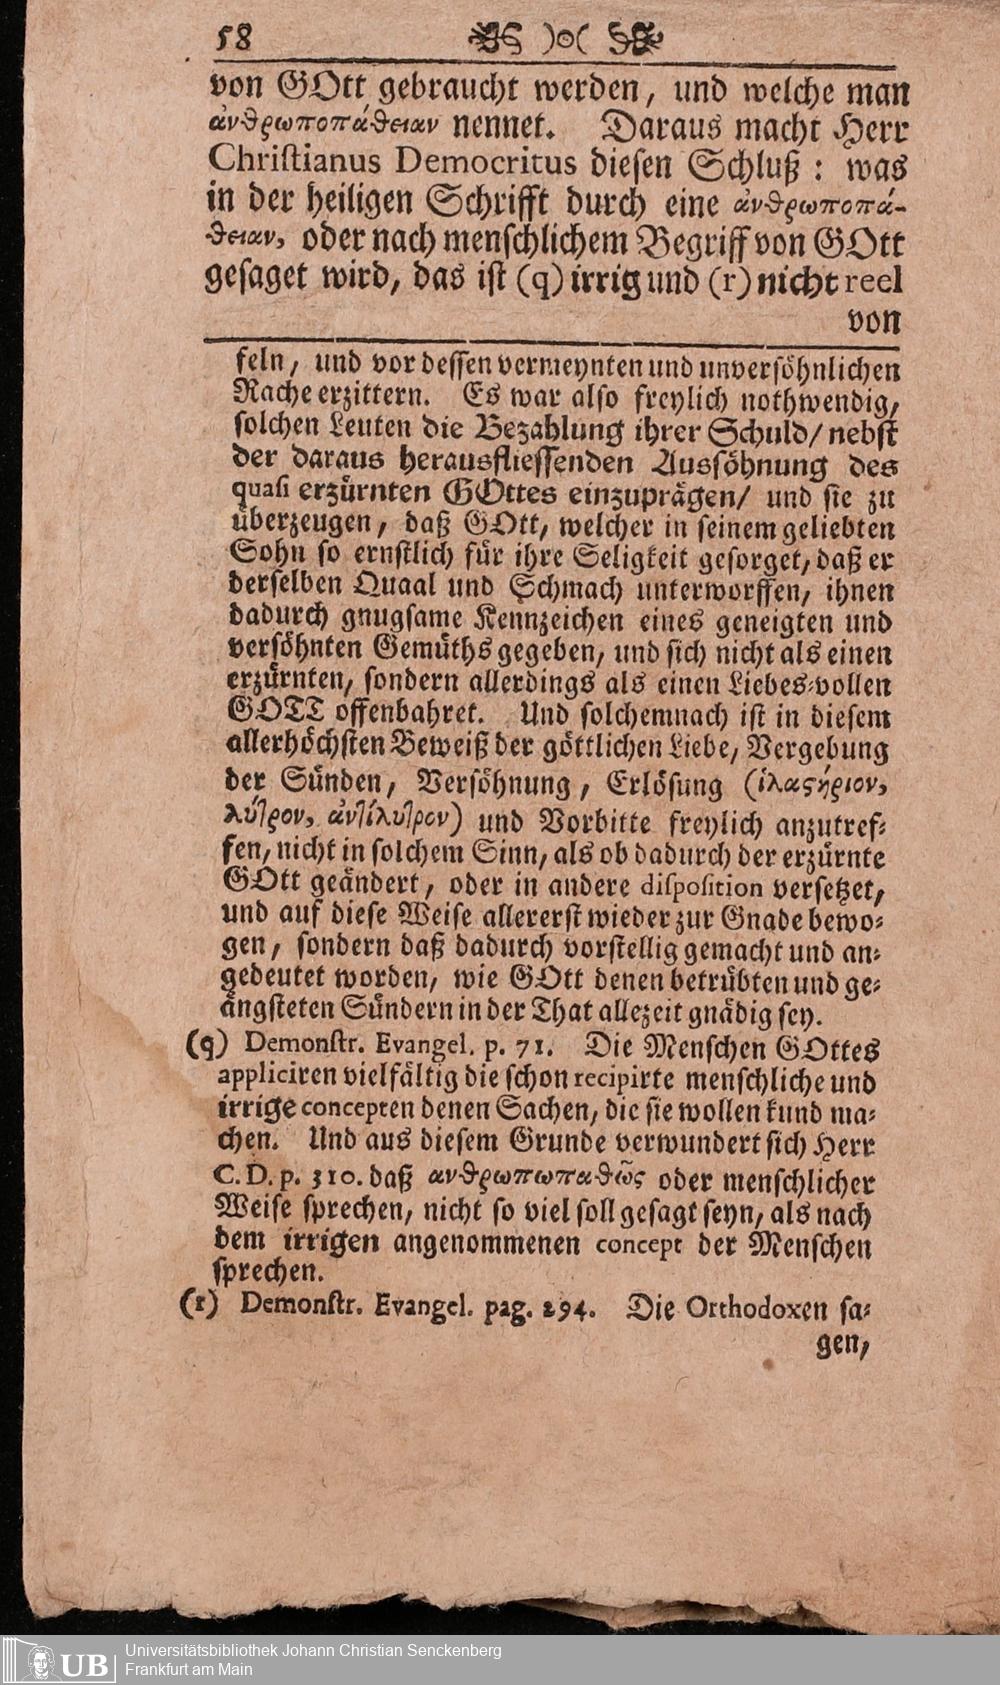 58 )o(
von GOtt gebraucht werden, und welche man
ἀνθρωποπάθειαν nennet. Daraus macht Herr
Christianus Democritus diesen Schluß: was
in der heiligen Schrifft durch eine ἀνθρωποπά-
θειαν, oder nach menschlichem Begriff von GOtt
gesaget wird, das ist (q) irrig und (r) nicht reel
von
feln, und vor dessen vermeynten und unversöhnlichen
Rache erzittern. Es war also freylich nothwendig,
solchen Leuten die Bezahlung ihrer Schuld/ nebst
der daraus herausfliessenden Aussöhnung des
quasi erzürnten GOttes einzuprägen/ und sie zu
überzeugen, daß GOtt, welcher in seinem geliebten
Sohn so ernstlich für ihre Seligkeit gesorget, daß er
derselben Quaal und Schmach unterworffen, ihnen
dadurch gnugsame Kennzeichen eines geneigten und
versöhnten Gemüths gegeben, und sich nicht als einen
erzürnten, sondern allerdings als einen Liebes-vollen
GOTT offenbahret. Und solchemnach ist in diesem
allerhöchsten Beweiß der göttlichen Liebe, Vergebung
der Sünden, Versöhnung, Erlösung (ἱλαςήριον,
λύτρον, ἀντίλυτρον) und Vorbitte freylich anzutref-
fen, nicht in solchem Sinn, als ob dadurch der erzürnte
GOtt geändert, oder in andere disposition versetzet,
und auf diese Weise allererst wieder zur Gnade bewo-
gen, sondern daß dadurch vorstellig gemacht und an-
gedeutet worden, wie GOtt denen betrübten und ge-
ängsteten Sündern in der That allezeit gnädig sey.
(q) Demonstr. Evangel. p. 71. Die Menschen GOttes
appliciren vielfältig die schon recipirte menschliche und
irrige concepten denen Sachen, die sie wollen kund ma-
chen. Und aus diesem Grunde verwundert sich Herr
C. D. p. 310. daß ανθρωπωπαθῶς oder menschlicher
Weise sprechen, nicht so viel soll gesagt seyn, als nach
dem irrigen angenommenen concept der Menschen
sprechen.
(r) Demonstr. Evangel. pag. 294. Die Orthodoxen sa-
gen,
UB Universitätsbibliothek Johann Christian Senckenberg
Frankfurt am Main